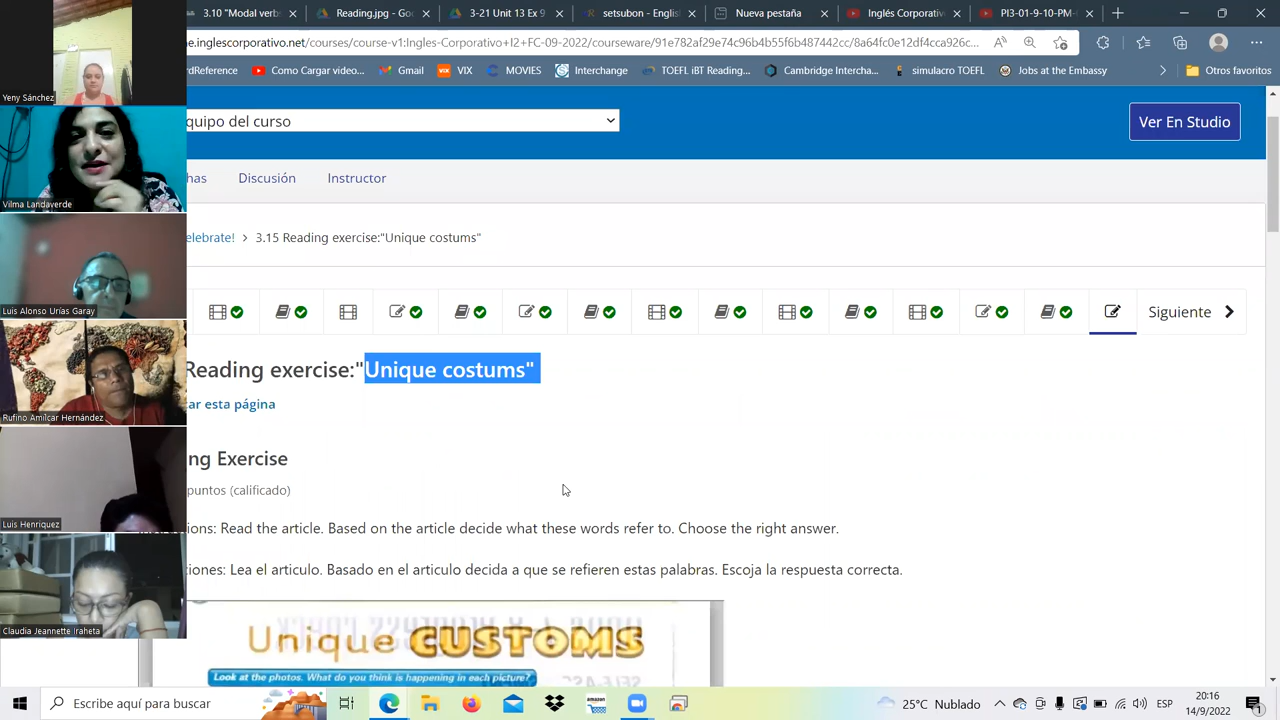 3.10 "Modal verbs
Reading.jpg
3-21 Unit 13 Ex 9
setsubon - Englis
Nueva pestaña
Ingles Corporativo
PI3-01-9-10-PM-
e.inglescorporativo.net/courses/course-v1:Ingles-Corporativo+I2+FC-09-2022/courseware/91e782af29e74c96b4b55f6b487442cc/8a64fc0e12df4cca926c...
rdReference
Como Cargar video...
Gmail
VIX
MOVIES
Interchange
TOEFL iBT Reading...
Cambridge Intercha...
simulacro TOEFL
Jobs at the Embassy
Otros favoritos
Yeny Sánchez
quipo del curso
Ver En Studio
has
Discusión
Instructor
Vilma Landaverde
elebrate! > 3.15 Reading exercise:"Unique costums"
Luis Alonso Urías Garay
Siguiente
Reading exercise:"Unique costums"
ar esta página
Rufino Amílcar Hernández
ng Exercise
puntos (calificado)
Luis Henriquez
ions: Read the article. Based on the article decide what these words refer to. Choose the right answer.
ciones: Lea el articulo. Basado en el articulo decida a que se refieren estas palabras. Escoja la respuesta correcta.
Claudia Jeannette Iraheta
Unique CUSTOMS
Look at the photos. What do you think is happening in each picture?
Escribe aquí para buscar
amazon
25°C Nublado
ESP
20:16
14/9/2022
1